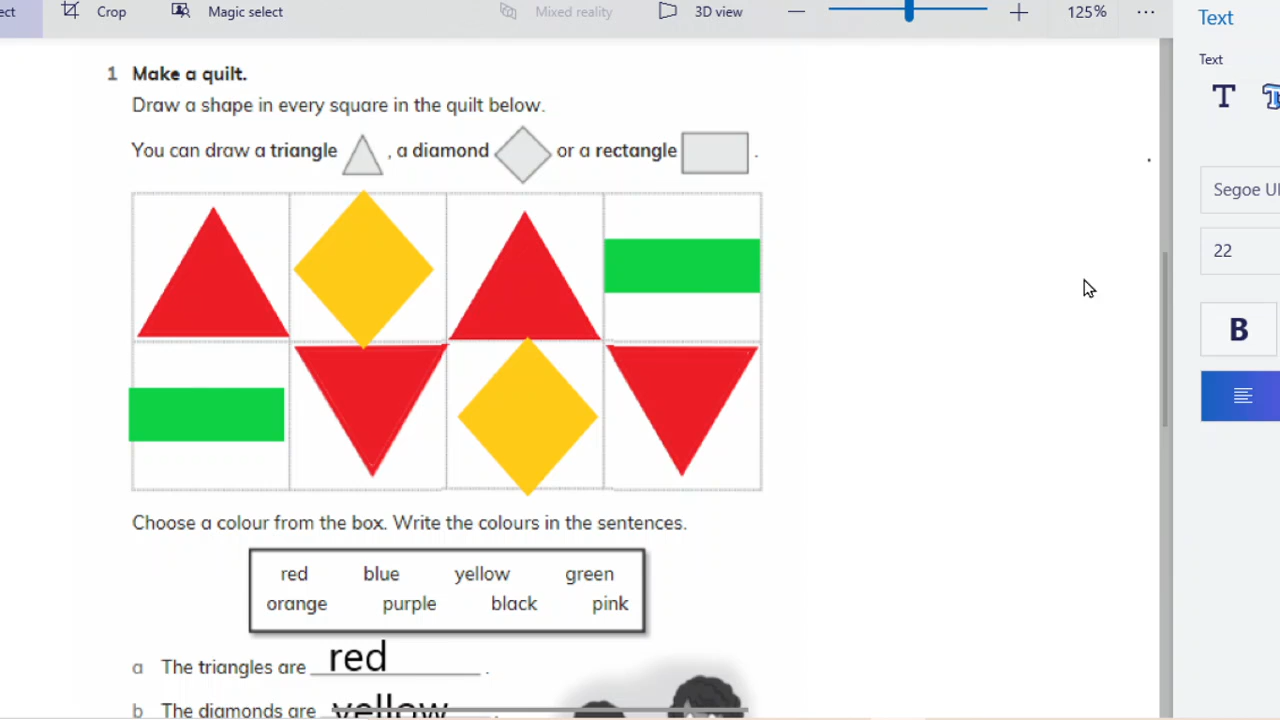 Crop Magic select Mixed reality 3D view 125% ...
Text
Text
1 Make a quilt.
Draw a shape in every square in the quilt below.
You can draw a triangle , a diamond or a rectangle .
Segoe UI
22
B
Choose a colour from the box. Write the colours in the sentences.
red blue yellow green
orange purple black pink
a The triangles are red .
b The diamonds are yellow .